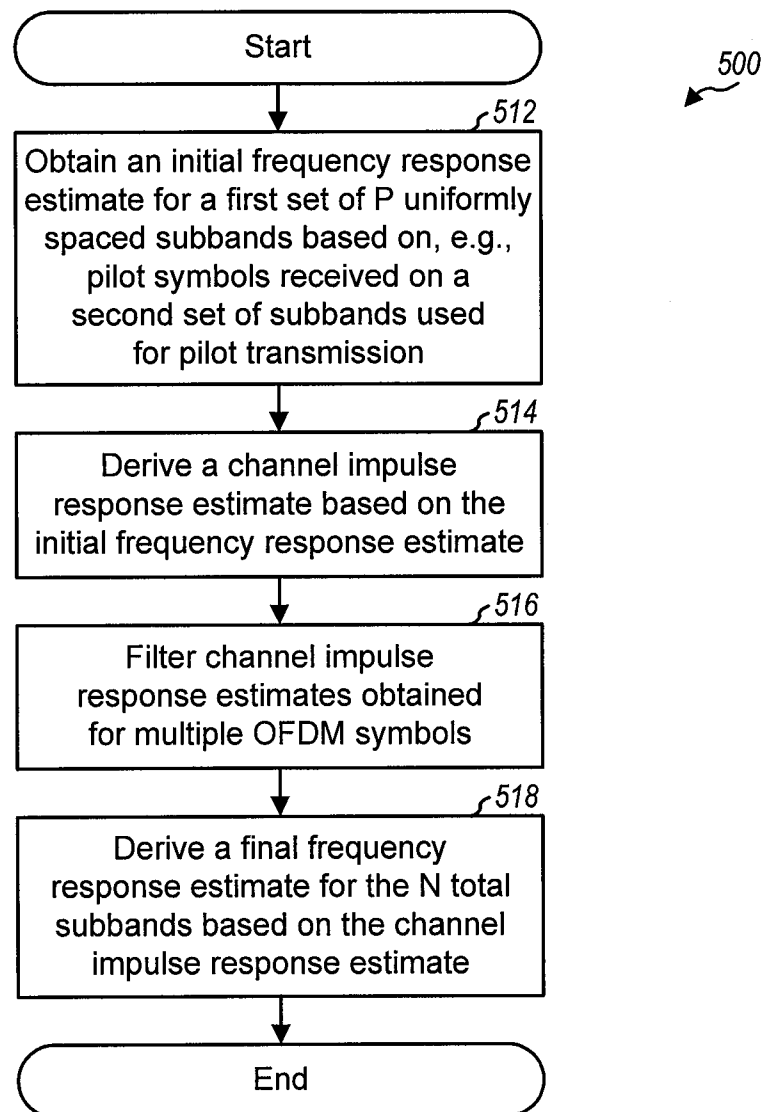 Start
500
512
Obtain an initial frequency response
estimate for a first set of P uniformly
spaced subbands based on, e.g.,
pilot symbols received on a
second set of subbands used
for pilot transmission
514
Derive a channel impulse
response estimate based on the
initial frequency response estimate
516
Filter channel impulse
response estimates obtained
for multiple OFDM symbols
518
Derive a final frequency
response estimate for the N total
subbands based on the channel
impulse response estimate
End